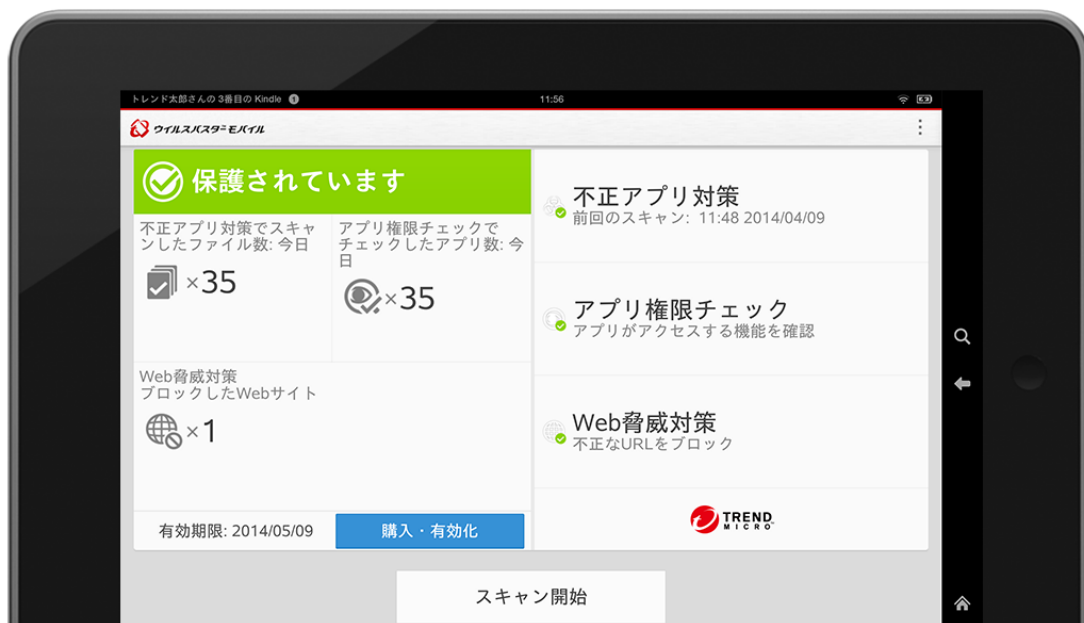 トレンド太郎さんの 3番目の Kindle 1
11:56
ウイルスバスター モバイル
保護されています
不正アプリ対策でスキャ
ンしたファイル数: 今日
×35
アプリ権限チェックで
チェックしたアプリ数: 今
日
×35
Web脅威対策
ブロックしたWebサイト
×1
有効期限: 2014/05/09
購入・有効化
不正アプリ対策
前回のスキャン: 11:48 2014/04/09
アプリ権限チェック
アプリがアクセスする機能を確認
Web脅威対策
不正なURLをブロック
TREND
MICRO
スキャン開始